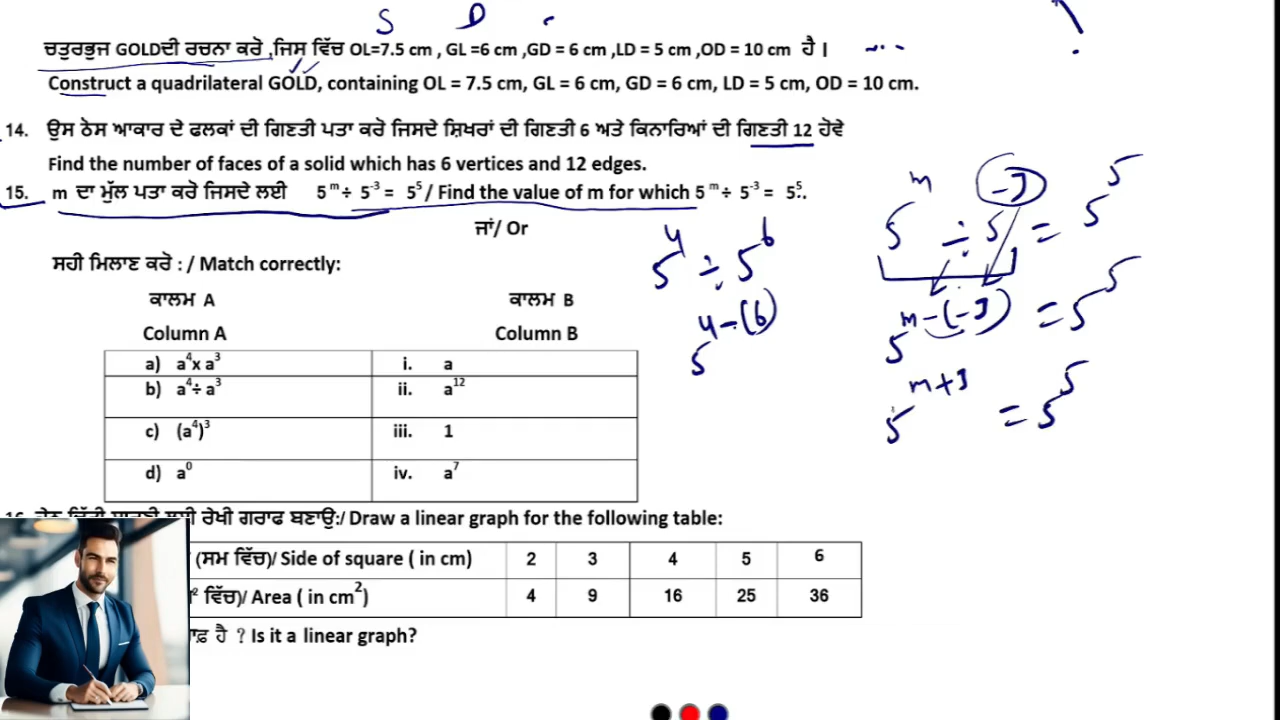 S D
ਚਤੁਰਭੁਜ GOLDਦੀ ਰਚਨਾ ਕਰੋ ,ਜਿਸ ਵਿੱਚ OL=7.5 cm , GL =6 cm ,GD = 6 cm ,LD = 5 cm ,OD = 10 cm ਹੈ |
Construct a quadrilateral GOLD, containing OL = 7.5 cm, GL = 6 cm, GD = 6 cm, LD = 5 cm, OD = 10 cm.
14. ਉਸ ਠੋਸ ਆਕਾਰ ਦੇ ਫਲਕਾਂ ਦੀ ਗਿਣਤੀ ਪਤਾ ਕਰੋ ਜਿਸਦੇ ਸ਼ਿਖਰਾਂ ਦੀ ਗਿਣਤੀ 6 ਅਤੇ ਕਿਨਾਰਿਆਂ ਦੀ ਗਿਣਤੀ 12 ਹੋਵੇ
Find the number of faces of a solid which has 6 vertices and 12 edges.
15. m ਦਾ ਮੁੱਲ ਪਤਾ ਕਰੋ ਜਿਸਦੇ ਲਈ 5^m ÷ 5^-3 = 5^5 / Find the value of m for which 5^m ÷ 5^-3 = 5^5.
ਜਾਂ/ Or
ਸਹੀ ਮਿਲਾਣ ਕਰੋ : / Match correctly:
ਕਾਲਮ A ਕਾਲਮ B
Column A Column B
a) a^4 x a^3 i. a
b) a^4 ÷ a^3 ii. a^12
c) (a^4)^3 iii. 1
d) a^0 iv. a^7
5^4 ÷ 5^6
5^4-(6)
5^m ÷ 5^-3 = 5^5
5^m-(-3) = 5^5
5^m+3 = 5^5
ਰੇਖੀ ਗਰਾਫ ਬਣਾਉ:/ Draw a linear graph for the following table:
(ਸਮ ਵਿੱਚ)/ Side of square ( in cm) 2 3 4 5 6
ਵਿੱਚ)/ Area ( in cm^2) 4 9 16 25 36
ਹੈ ? Is it a linear graph?